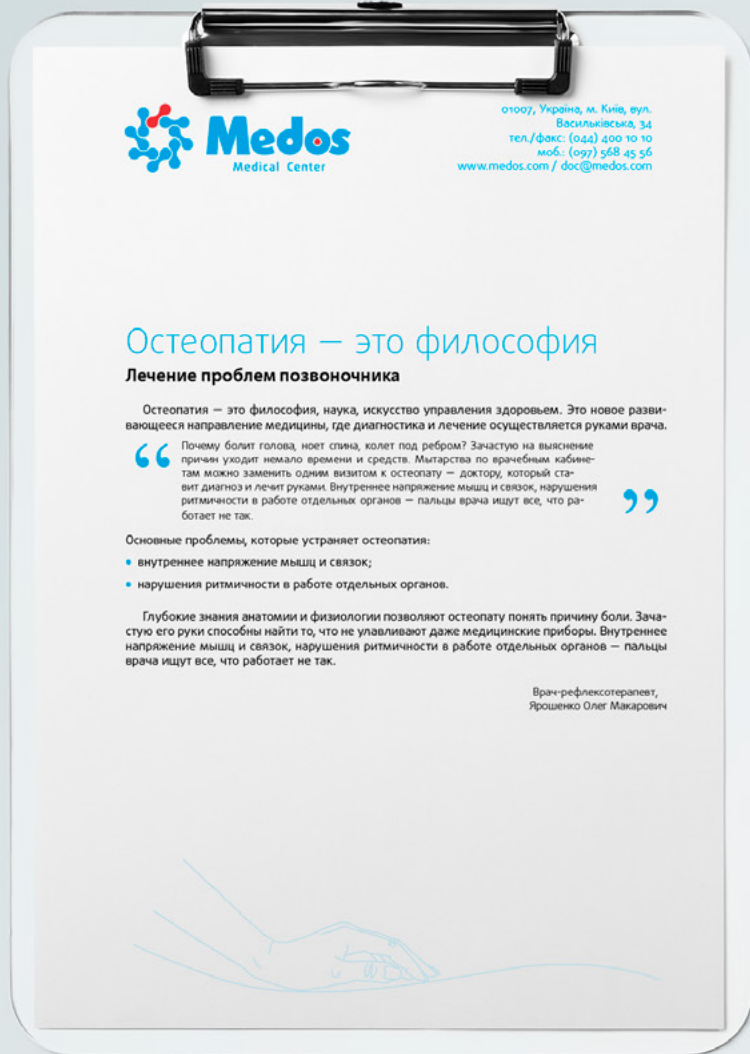 Medos
Medical Center
01007, Україна, м. Київ, вул.
Васильківська, 34
тел./факс: (044) 400 10 10
моб.: (097) 568 45 56
www.medos.com / doc@medos.com
Остеопатия — это философия
Лечение проблем позвоночника
Остеопатия — это философия, наука, искусство управления здоровьем. Это новое разви-
вающееся направление медицины, где диагностика и лечение осуществляется руками врача.
“ Почему болит голова, ноет спина, колет под ребром? Зачастую на выяснение
причин уходит немало времени и средств. Мытарства по врачебным кабине-
там можно заменить одним визитом к остеопату — доктору, который ста-
вит диагноз и лечит руками. Внутреннее напряжение мышц и связок, нарушения
ритмичности в работе отдельных органов — пальцы врача ищут все, что ра-
ботает не так. ”
Основные проблемы, которые устраняет остеопатия:
• внутреннее напряжение мышц и связок;
• нарушения ритмичности в работе отдельных органов.
Глубокие знания анатомии и физиологии позволяют остеопату понять причину боли. Зача-
стую его руки способны найти то, что не улавливают даже медицинские приборы. Внутреннее
напряжение мышц и связок, нарушения ритмичности в работе отдельных органов — пальцы
врача ищут все, что работает не так.
Врач-рефлексотерапевт,
Ярошенко Олег Макарович